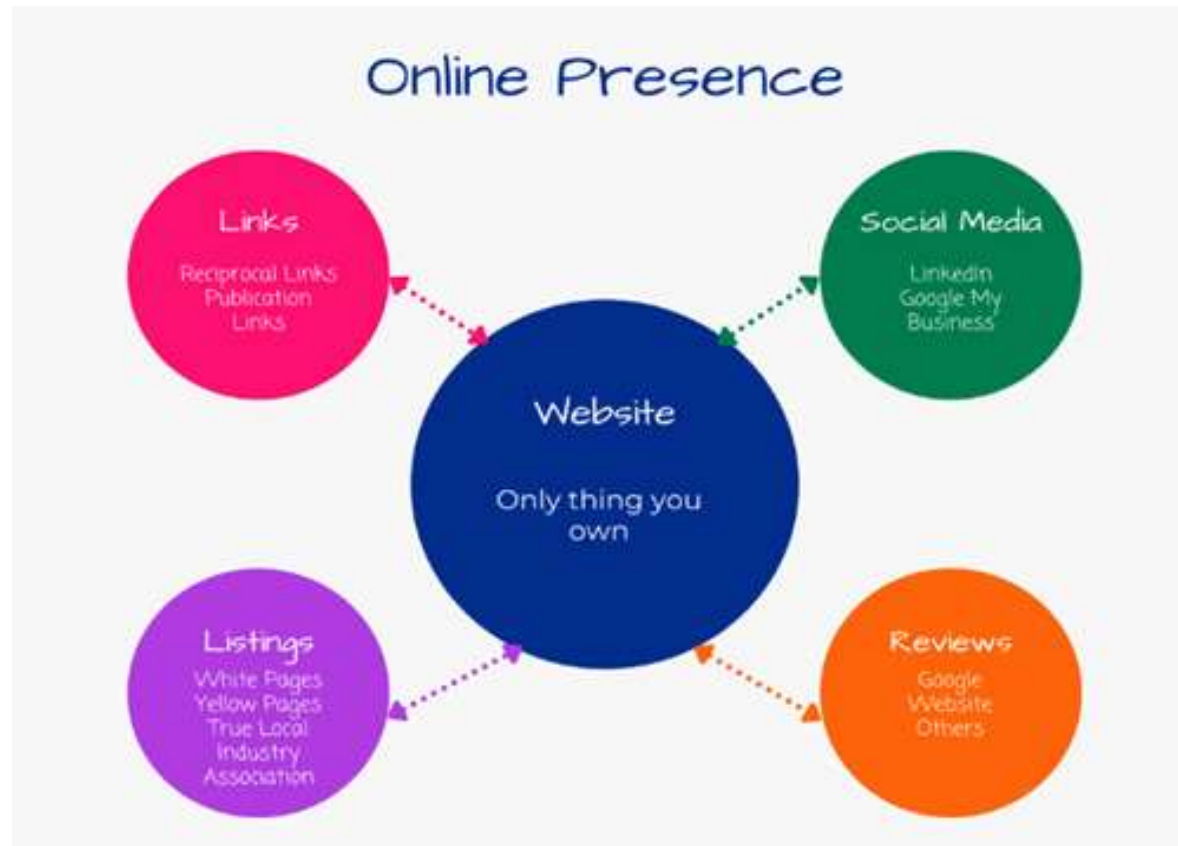 Online Presence
Links
Reciprocal Links
Publication
Links
Social Media
LinkedIn
Google My
Business
Website
Only thing you
own
Listings
White Pages
Yellow Pages
True Local
Industry
Association
Reviews
Google
Website
Others